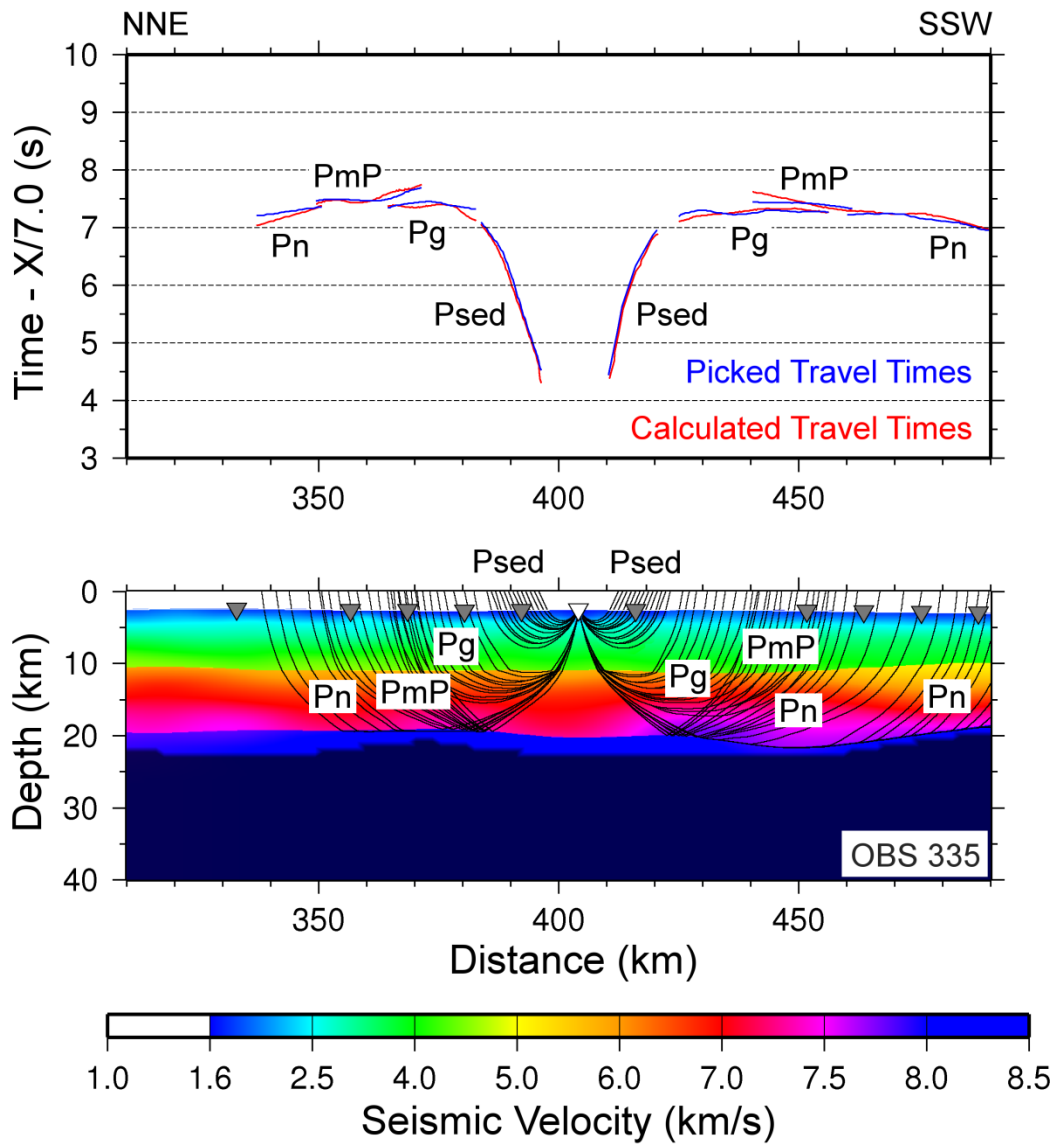 NNE SSW
10
9
8
7
6
5
4
3
Time - X/7.0 (s)
PmP PmP
Pn Pg Pg Pn
Psed Psed
Picked Travel Times
Calculated Travel Times
350 400 450
Psed Psed
0
10
20
30
40
Depth (km)
Pg PmP
Pn PmP Pg Pn Pn
OBS 335
350 400 450
Distance (km)
1.0 1.6 2.5 4.0 5.0 6.0 7.0 7.5 8.0 8.5
Seismic Velocity (km/s)